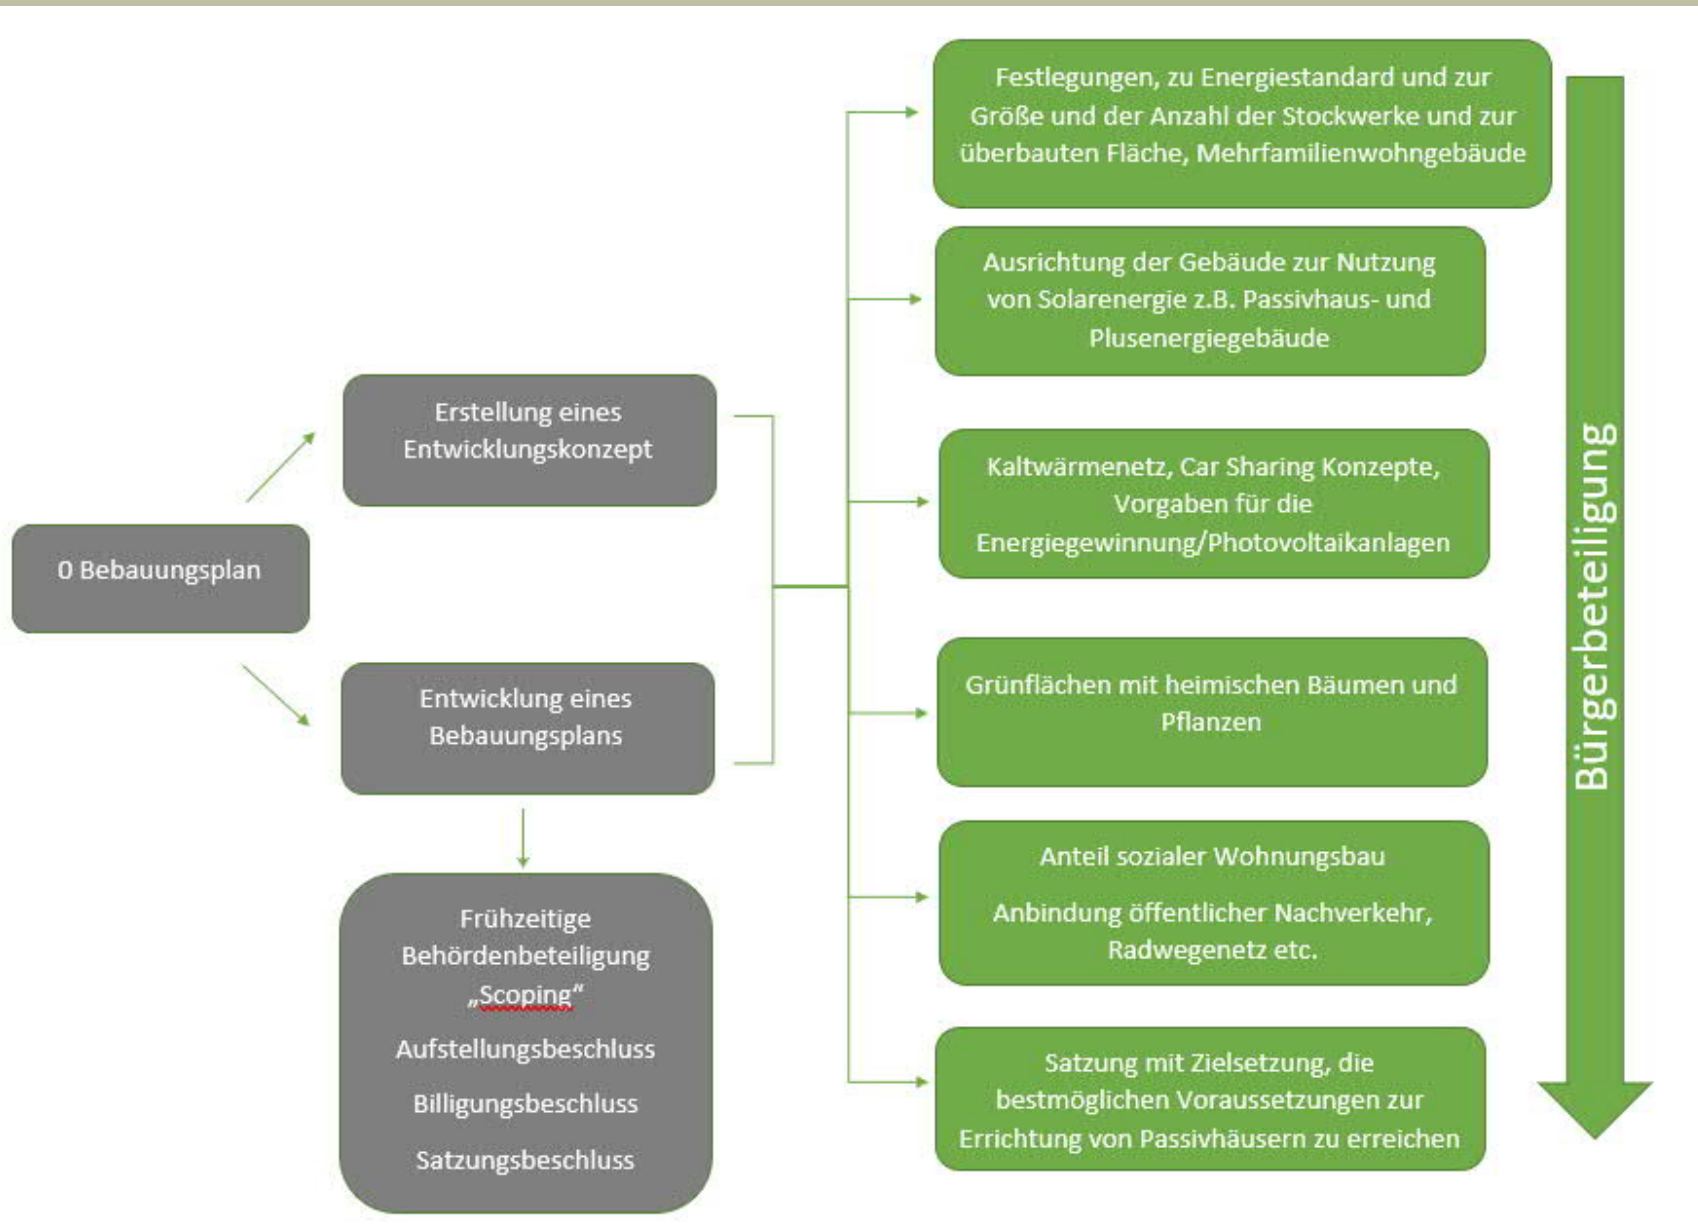 0 Bebauungsplan
Erstellung eines
Entwicklungskonzept
Entwicklung eines
Bebauungsplans
Frühzeitige
Behördenbeteiligung
„Scoping“
Aufstellungsbeschluss
Billigungsbeschluss
Satzungsbeschluss
Festlegungen, zu Energiestandard und zur
Größe und der Anzahl der Stockwerke und zur
überbauten Fläche, Mehrfamilienwohngebäude
Ausrichtung der Gebäude zur Nutzung
von Solarenergie z.B. Passivhaus- und
Plusenergiegebäude
Kaltwärmenetz, Car Sharing Konzepte,
Vorgaben für die
Energiegewinnung/Photovoltaikanlagen
Grünflächen mit heimischen Bäumen und
Pflanzen
Anteil sozialer Wohnungsbau
Anbindung öffentlicher Nachverkehr,
Radwegenetz etc.
Satzung mit Zielsetzung, die
bestmöglichen Voraussetzungen zur
Errichtung von Passivhäusern zu erreichen
Bürgerbeteiligung